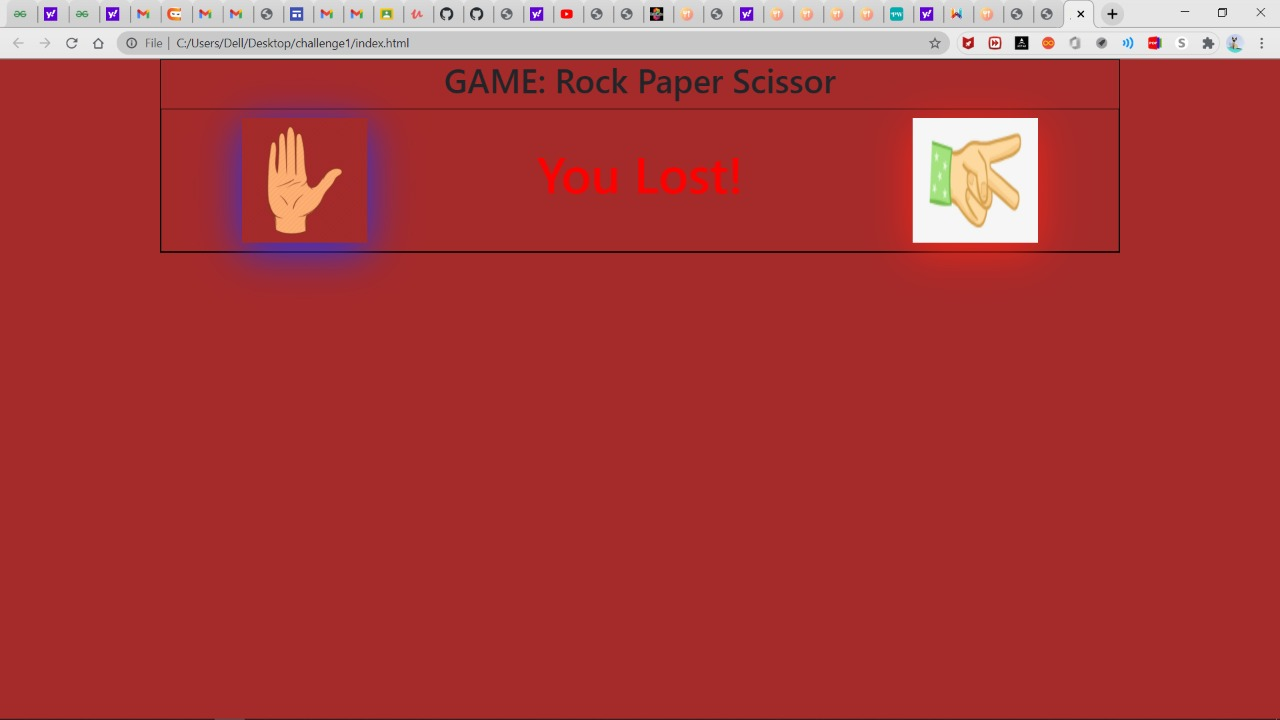 File | C:/Users/Dell/Desktop/challenge1/index.html
GAME: Rock Paper Scissor
You Lost!